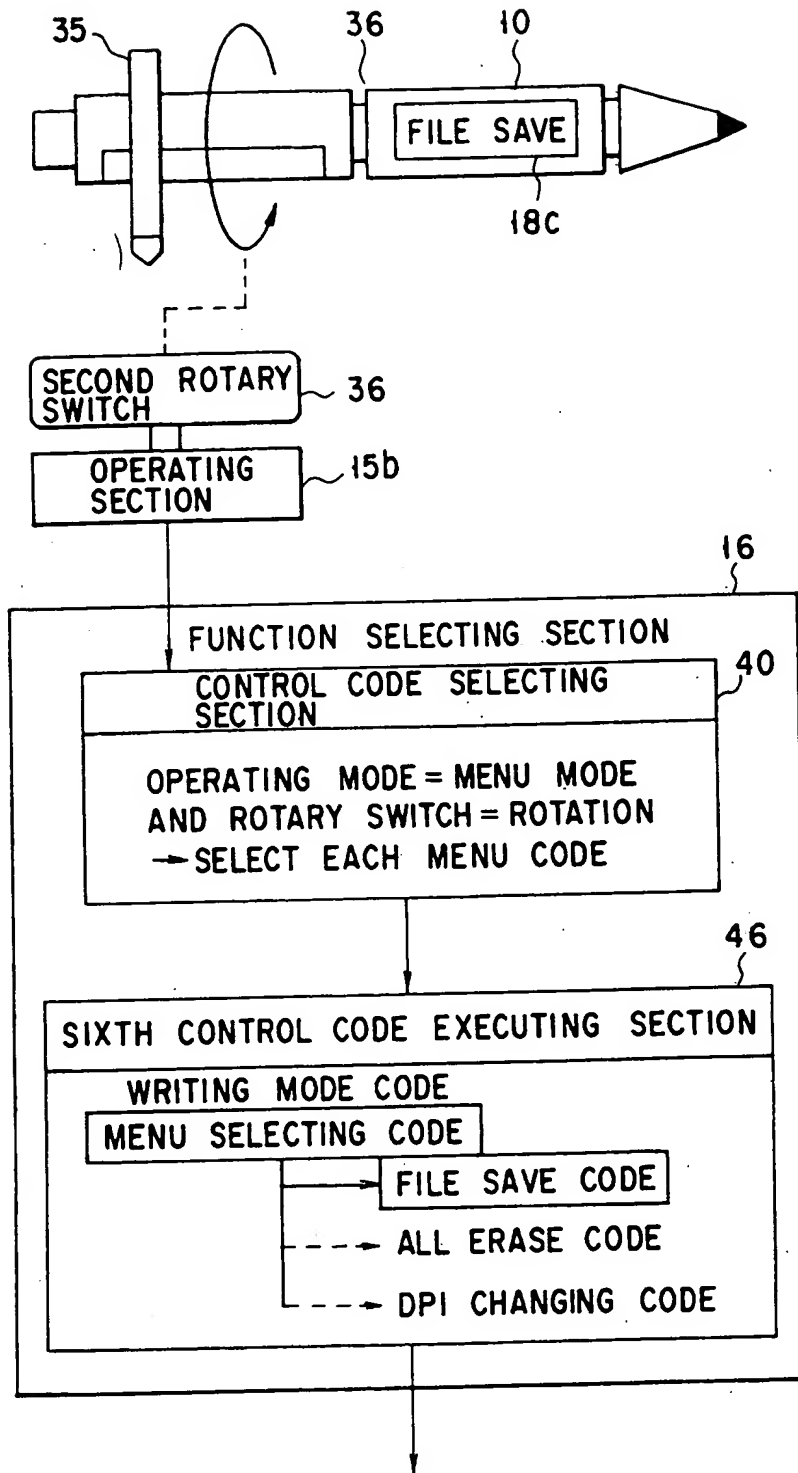 35
36
10
FILE SAVE
18c
SECOND ROTARY
SWITCH
36
OPERATING
SECTION
15b
16
FUNCTION SELECTING SECTION
CONTROL CODE SELECTING
SECTION
40
OPERATING MODE = MENU MODE
AND ROTARY SWITCH = ROTATION
→ SELECT EACH MENU CODE
46
SIXTH CONTROL CODE EXECUTING SECTION
WRITING MODE CODE
MENU SELECTING CODE
FILE SAVE CODE
ALL ERASE CODE
DPI CHANGING CODE